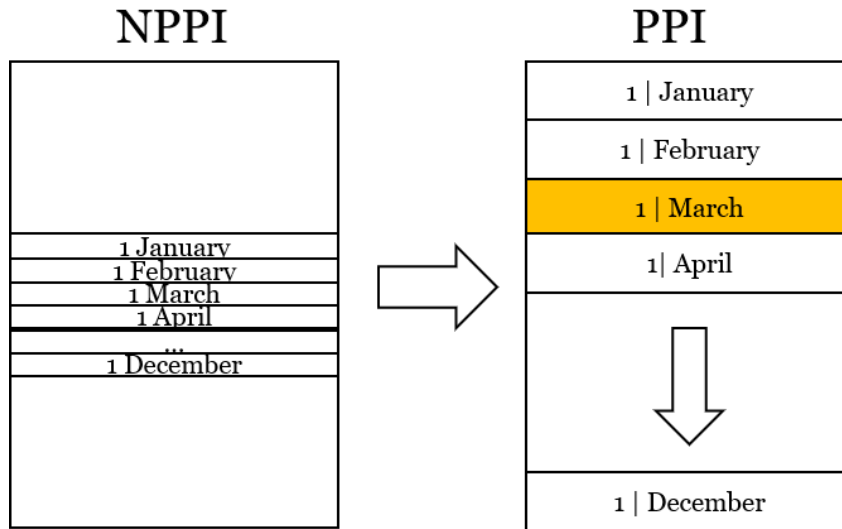 NPPI
1 January
1 February
1 March
1 April
...
1 December
PPI
1 | January
1 | February
1 | March
1| April
1 | December